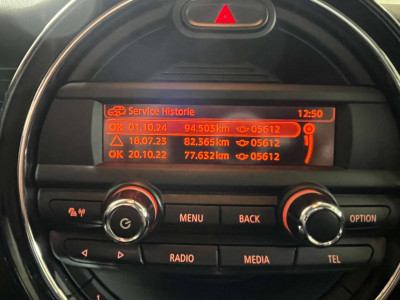 Service Historie 12:50
OK 01.10.24 94.503km 05612
18.07.23 82.365km 05612
OK 20.10.22 77.632km 05612
MENU BACK OPTION
RADIO MEDIA TEL